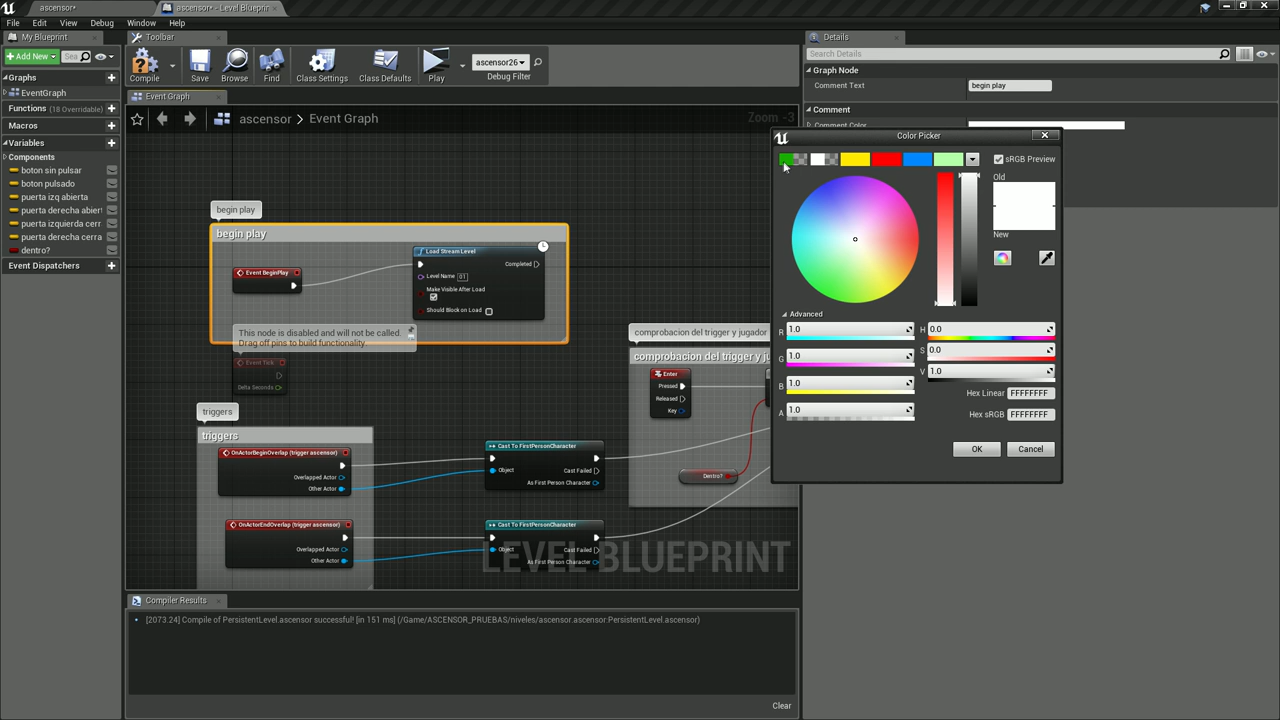 ascensor*
ascensor* - Level Blueprint
File Edit View Debug Window Help
My Blueprint
Toolbar
Details
Add New
Sea
Compile
Save
Browse
Find
Class Settings
Class Defaults
Play
ascensor26
Debug Filter
Search Details
Graphs
EventGraph
Functions (18 Overridable)
Macros
Variables
Components
boton sin pulsar
boton pulsado
puerta izq abierta
puerta derecha abier
puerta izquierda cerr
puerta derecha cerra
dentro?
Event Dispatchers
Event Graph
ascensor > Event Graph
Zoom -3
begin play
begin play
Event BeginPlay
Load Stream Level
Completed
Level Name 01
Make Visible After Load
Should Block on Load
This node is disabled and will not be called.
Drag off pins to build functionality.
Event Tick
Delta Seconds
triggers
triggers
OnActorBeginOverlap (trigger ascensor)
Overlapped Actor
Other Actor
OnActorEndOverlap (trigger ascensor)
Overlapped Actor
Other Actor
Cast To FirstPersonCharacter
Object
Cast Failed
As First Person Character
Cast To FirstPersonCharacter
Object
Cast Failed
As First Person Character
comprobacion del trigger y jugador
comprobacion del trigger y ju
Enter
Pressed
Released
Key
Dentro?
LEVEL BLUEPRINT
Graph Node
Comment Text
begin play
Comment
Comment Color
Color Picker
sRGB Preview
Old
New
Advanced
R 1.0
G 1.0
B 1.0
A 1.0
H 0.0
S 0.0
V 1.0
Hex Linear FFFFFFFF
Hex sRGB FFFFFFFF
OK
Cancel
Compiler Results
[2073.24] Compile of PersistentLevel.ascensor successful! [in 151 ms] (/Game/ASCENSOR_PRUEBAS/niveles/ascensor.ascensor:PersistentLevel.ascensor)
Clear